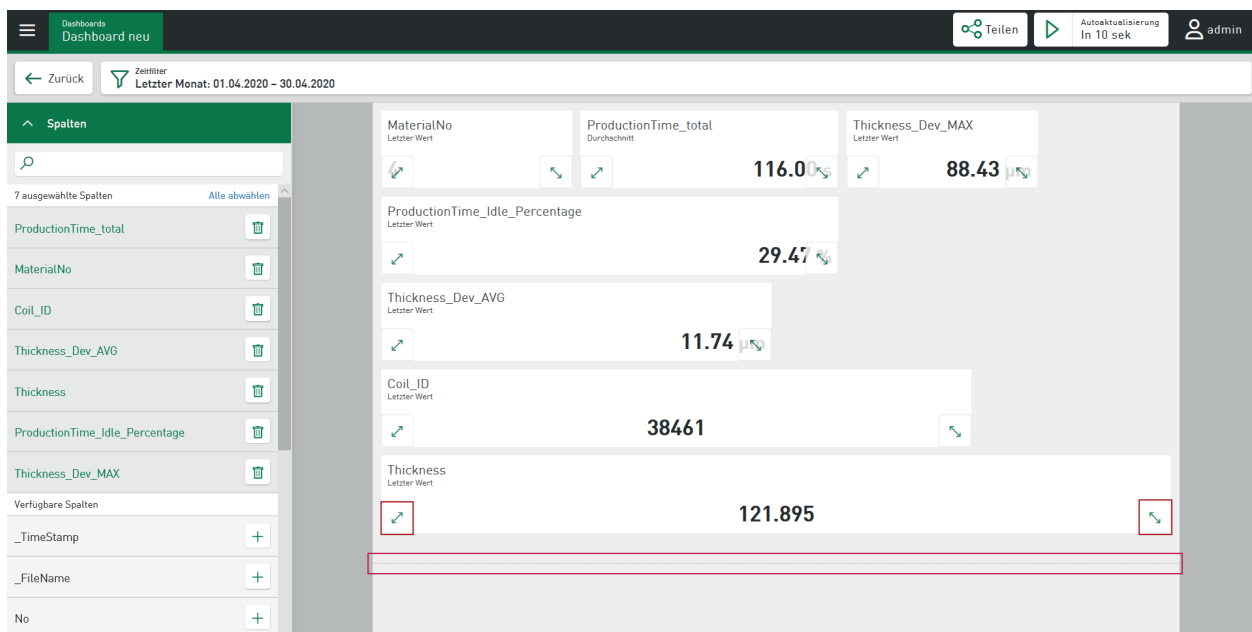 Dashboards
Dashboard neu
Teilen
Autoaktualisierung
In 10 sek
admin
Zurück
Zeitfilter
Letzter Monat: 01.04.2020 – 30.04.2020
Spalten
7 ausgewählte Spalten
Alle abwählen
ProductionTime_total
MaterialNo
Coil_ID
Thickness_Dev_AVG
Thickness
ProductionTime_Idle_Percentage
Thickness_Dev_MAX
Verfügbare Spalten
_TimeStamp
_FileName
No
MaterialNo
Letzter Wert
ProductionTime_total
Durchschnitt
116.00 s
Thickness_Dev_MAX
Letzter Wert
88.43 µm
ProductionTime_Idle_Percentage
Letzter Wert
29.47 %
Thickness_Dev_AVG
Letzter Wert
11.74 µm
Coil_ID
Letzter Wert
38461
Thickness
Letzter Wert
121.895